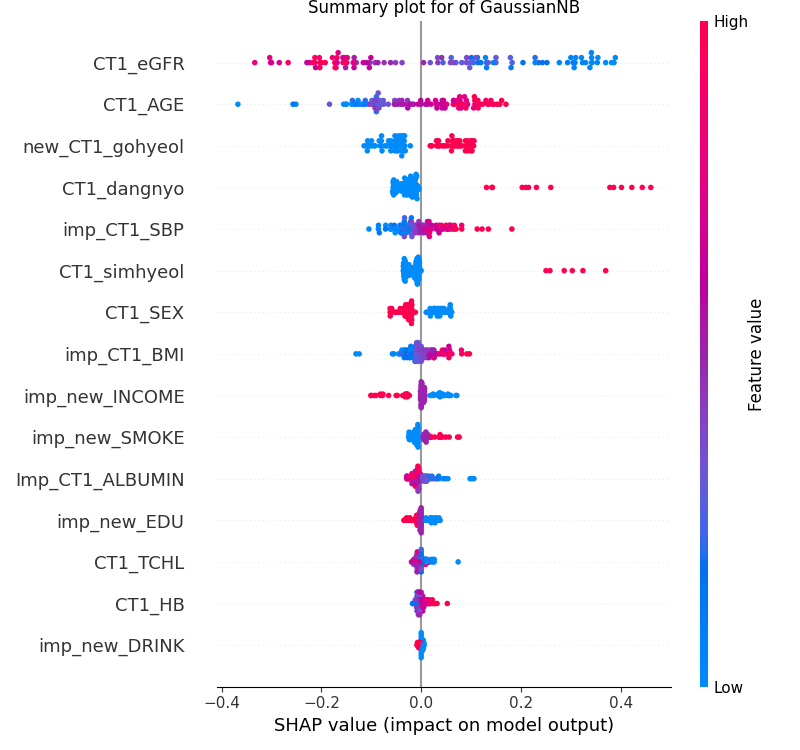 Summary plot for of GaussianNB
High
CT1_eGFR
CT1_AGE
new_CT1_gohyeol
CT1_dangnyo
imp_CT1_SBP
CT1_simhyeol
CT1_SEX
imp_CT1_BMI
imp_new_INCOME
imp_new_SMOKE
Imp_CT1_ALBUMIN
imp_new_EDU
CT1_TCHL
CT1_HB
imp_new_DRINK
Feature value
Low
−0.4 −0.2 0.0 0.2 0.4
SHAP value (impact on model output)